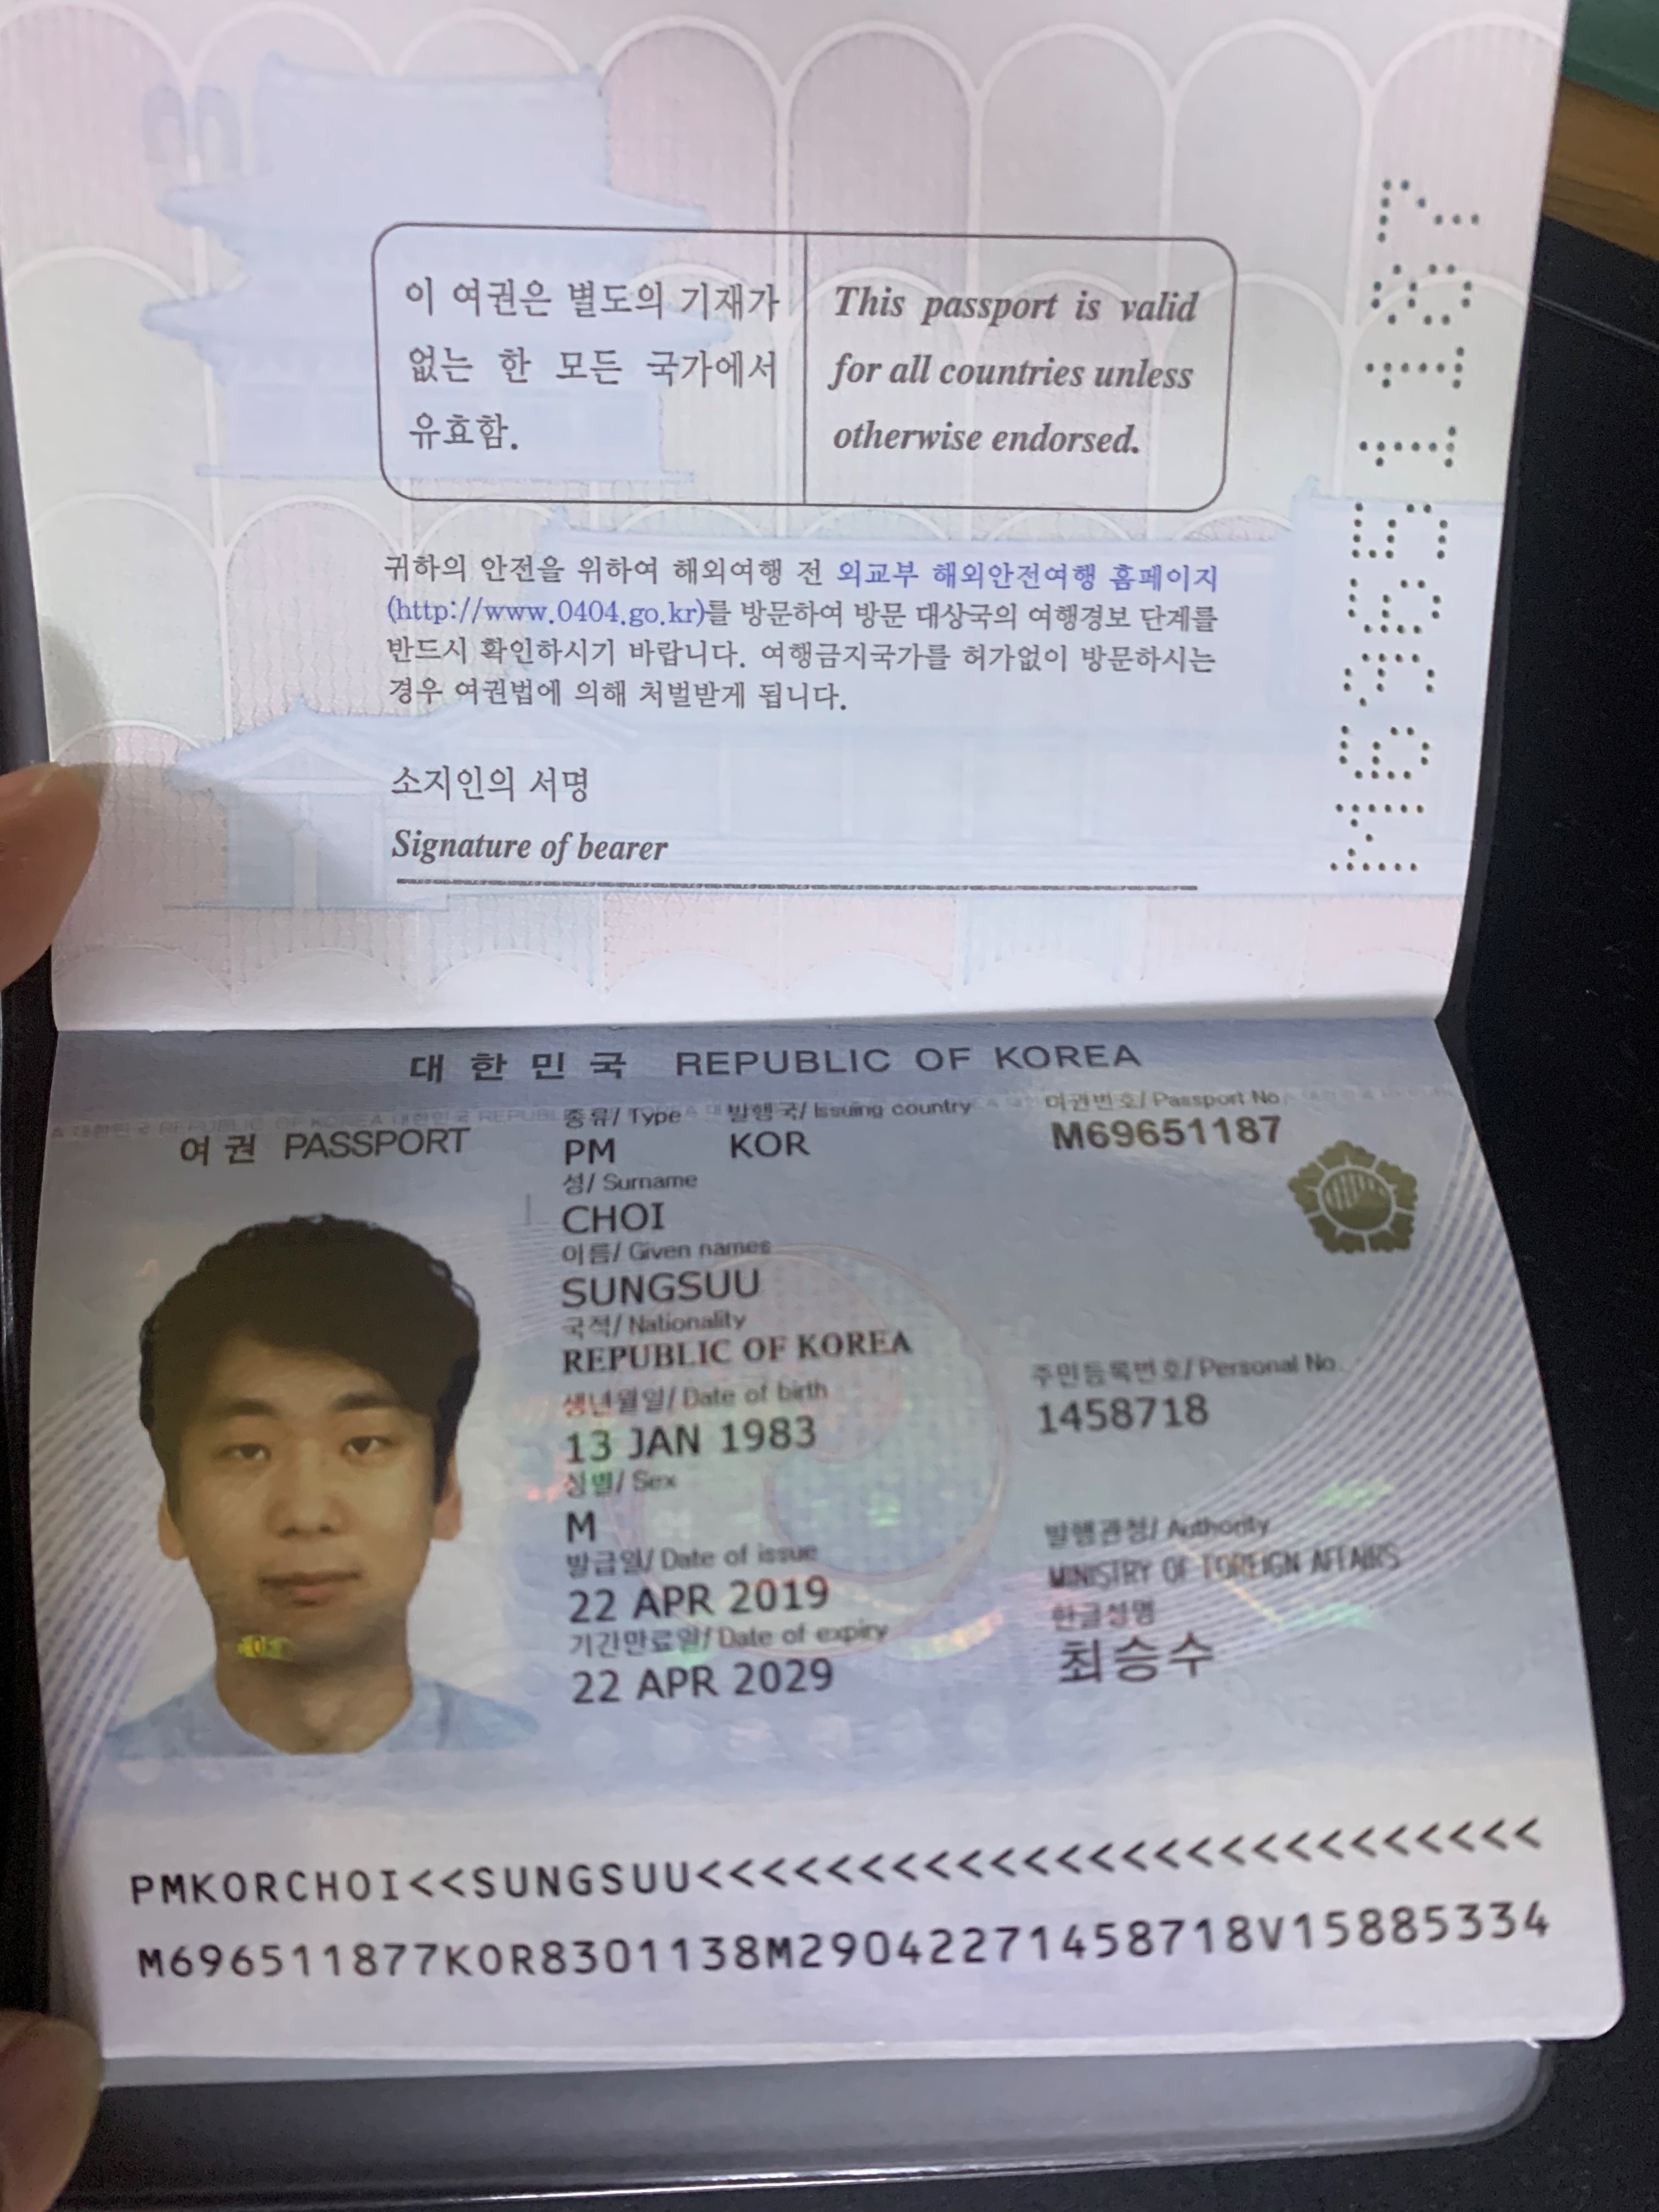 이 여권은 별도의 기재가
없는 한 모든 국가에서
유효함.
This passport is valid
for all countries unless
otherwise endorsed.
귀하의 안전을 위하여 해외여행 전 외교부 해외안전여행 홈페이지
(http://www.0404.go.kr)를 방문하여 방문 대상국의 여행경보 단계를
반드시 확인하시기 바랍니다. 여행금지국가를 허가없이 방문하시는
경우 여권법에 의해 처벌받게 됩니다.
소지인의 서명
Signature of bearer
M69651187
대한민국 REPUBLIC OF KOREA
여권 PASSPORT
종류/ Type 발행국/ Issuing country 여권번호/ Passport No.
PM KOR M69651187
성/ Surname
CHOI
이름/ Given names
SUNGSUU
국적/ Nationality
REPUBLIC OF KOREA
생년월일/ Date of birth 주민등록번호/ Personal No.
13 JAN 1983 1458718
성별/ Sex
M
발급일/ Date of issue 발행관청/ Authority
22 APR 2019 MINISTRY OF FOREIGN AFFAIRS
기간만료일/ Date of expiry 한글성명
22 APR 2029 최승수
PMKORCHOI<<SUNGSUU<<<<<<<<<<<<<<<<<<<<<<<<<<
M696511877KOR8301138M29042271458718V15885334